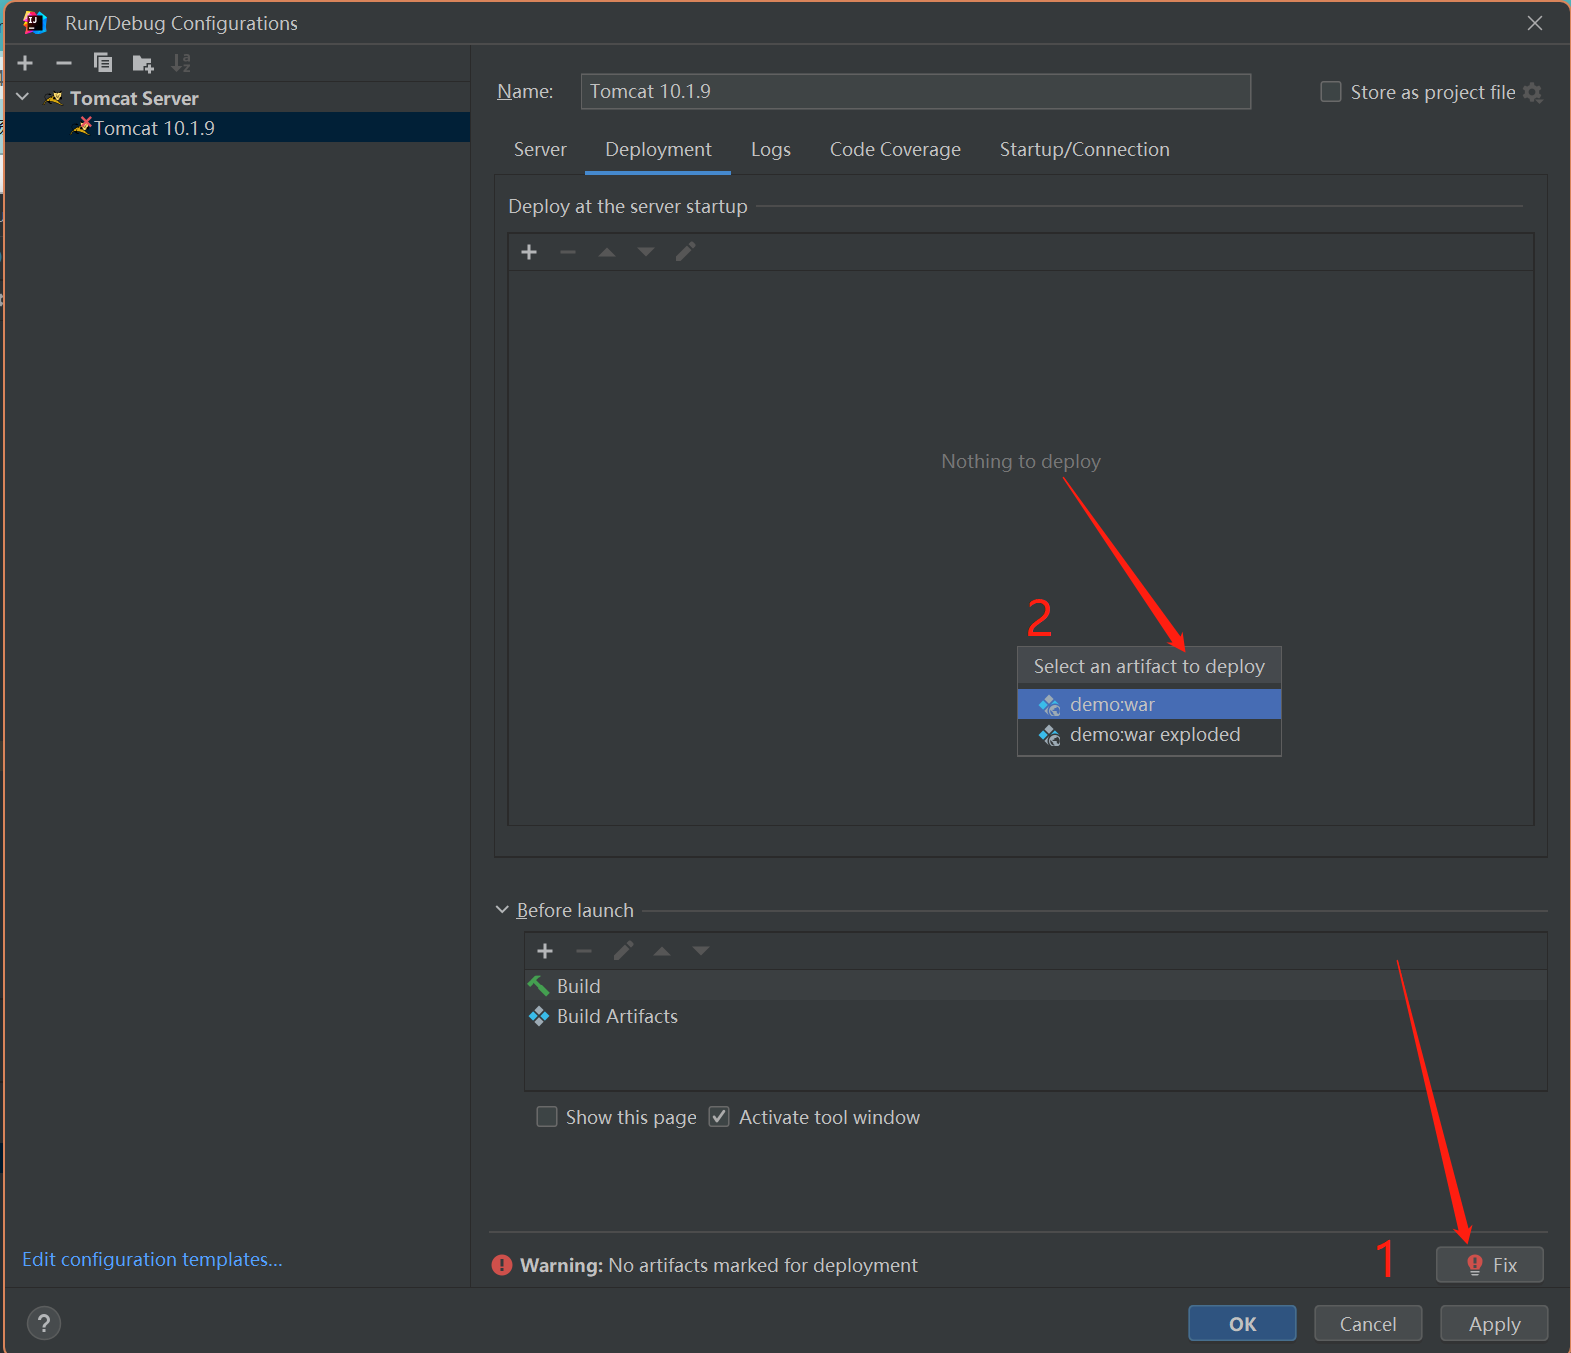 Run/Debug Configurations
Tomcat Server
Tomcat 10.1.9
Name: Tomcat 10.1.9
Store as project file
Server Deployment Logs Code Coverage Startup/Connection
Deploy at the server startup
Nothing to deploy
2
Select an artifact to deploy
demo:war
demo:war exploded
Before launch
Build
Build Artifacts
Show this page Activate tool window
Edit configuration templates...
Warning: No artifacts marked for deployment
1
Fix
?
OK Cancel Apply